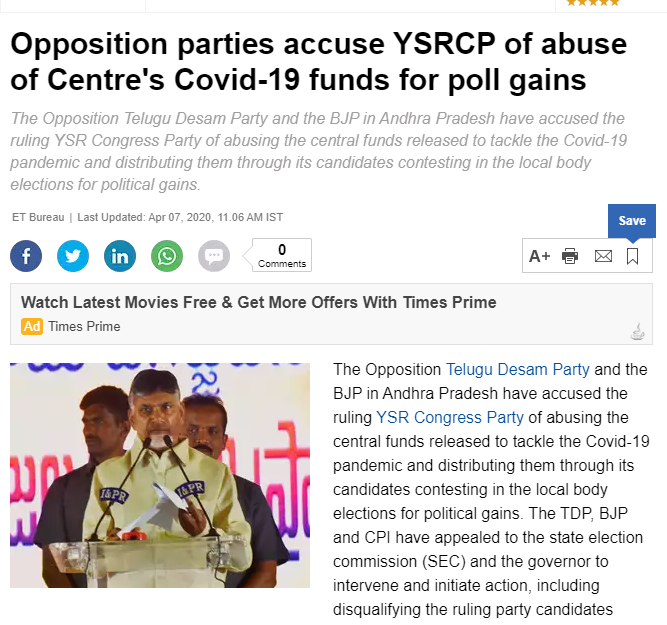 Opposition parties accuse YSRCP of abuse
of Centre's Covid-19 funds for poll gains
The Opposition Telugu Desam Party and the BJP in Andhra Pradesh have accused the
ruling YSR Congress Party of abusing the central funds released to tackle the Covid-19
pandemic and distributing them through its candidates contesting in the local body
elections for political gains.
ET Bureau | Last Updated: Apr 07, 2020, 11.06 AM IST
Save
0
Comments
A+
Watch Latest Movies Free & Get More Offers With Times Prime
Ad Times Prime
I&PR I&PR
The Opposition Telugu Desam Party and the
BJP in Andhra Pradesh have accused the
ruling YSR Congress Party of abusing the
central funds released to tackle the Covid-19
pandemic and distributing them through its
candidates contesting in the local body
elections for political gains. The TDP, BJP
and CPI have appealed to the state election
commission (SEC) and the governor to
intervene and initiate action, including
disqualifying the ruling party candidates